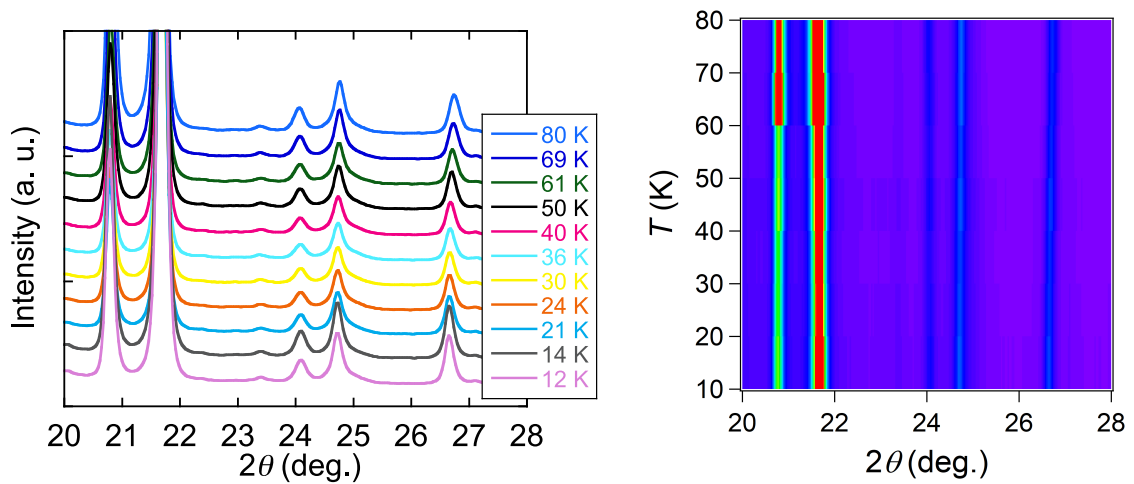 Intensity (a. u.)
80 K
69 K
61 K
50 K
40 K
36 K
30 K
24 K
21 K
14 K
12 K
20 21 22 23 24 25 26 27 28
2θ (deg.)
T (K)
80
70
60
50
40
30
20
10
20 22 24 26 28
2θ (deg.)